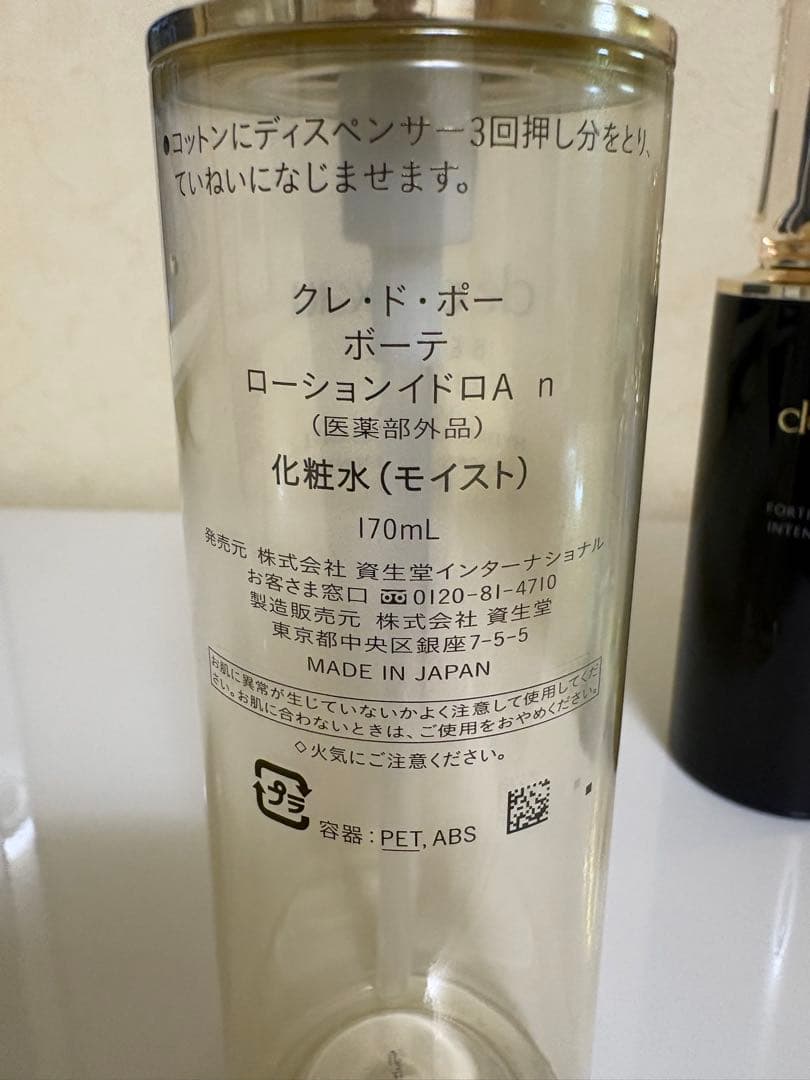 ●コットンにディスペンサー3回押し分をとり、
ていねいになじませます。
クレ・ド・ポー
ボーテ
ローションイドロA n
(医薬部外品)
化粧水(モイスト)
170mL
発売元 株式会社 資生堂インターナショナル
お客さま窓口 0120-81-4710
製造販売元 株式会社 資生堂
東京都中央区銀座7-5-5
MADE IN JAPAN
お肌に異常が生じていないかよく注意して使用してくだ
さい。お肌に合わないときは、ご使用をおやめください。
◇火気にご注意ください。
プラ
容器:PET, ABS
cl
FORTI
INTEN